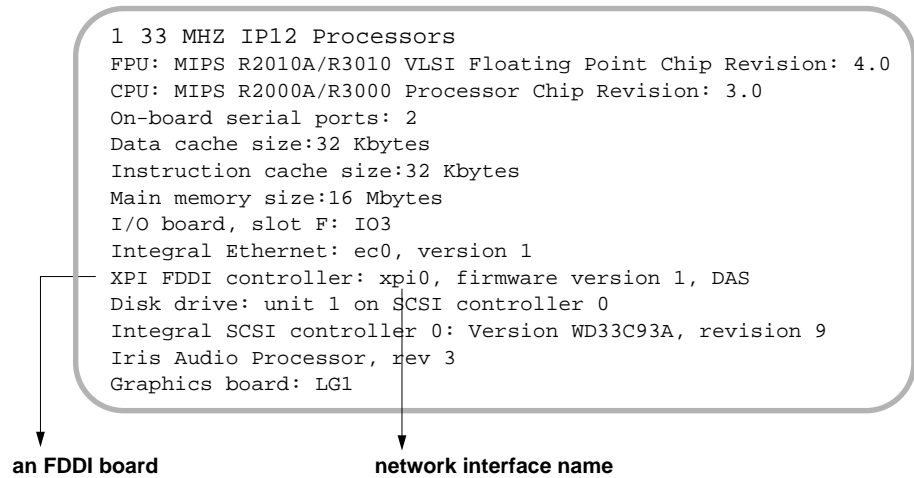 1 33 MHZ IP12 Processors
FPU: MIPS R2010A/R3010 VLSI Floating Point Chip Revision: 4.0
CPU: MIPS R2000A/R3000 Processor Chip Revision: 3.0
On-board serial ports: 2
Data cache size:32 Kbytes
Instruction cache size:32 Kbytes
Main memory size:16 Mbytes
I/O board, slot F: IO3
Integral Ethernet: ec0, version 1
XPI FDDI controller: xpi0, firmware version 1, DAS
Disk drive: unit 1 on SCSI controller 0
Integral SCSI controller 0: Version WD33C93A, revision 9
Iris Audio Processor, rev 3
Graphics board: LG1
an FDDI board
network interface name